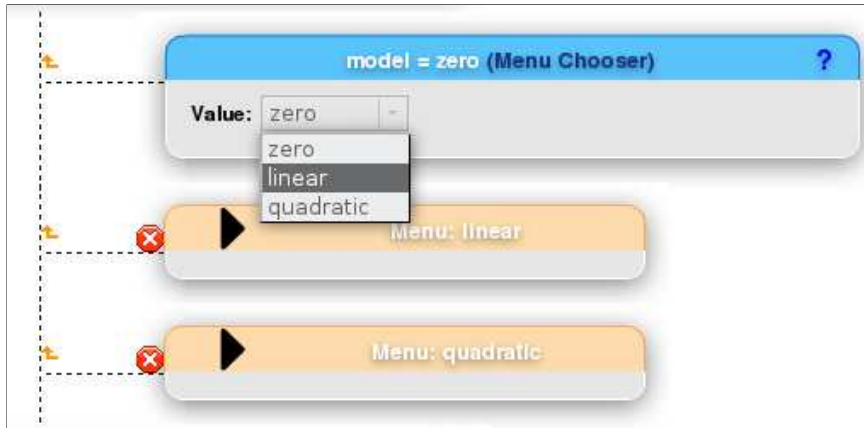 model = zero (Menu Chooser) ?
Value: zero
zero
linear
quadratic
Menu: linear
Menu: quadratic